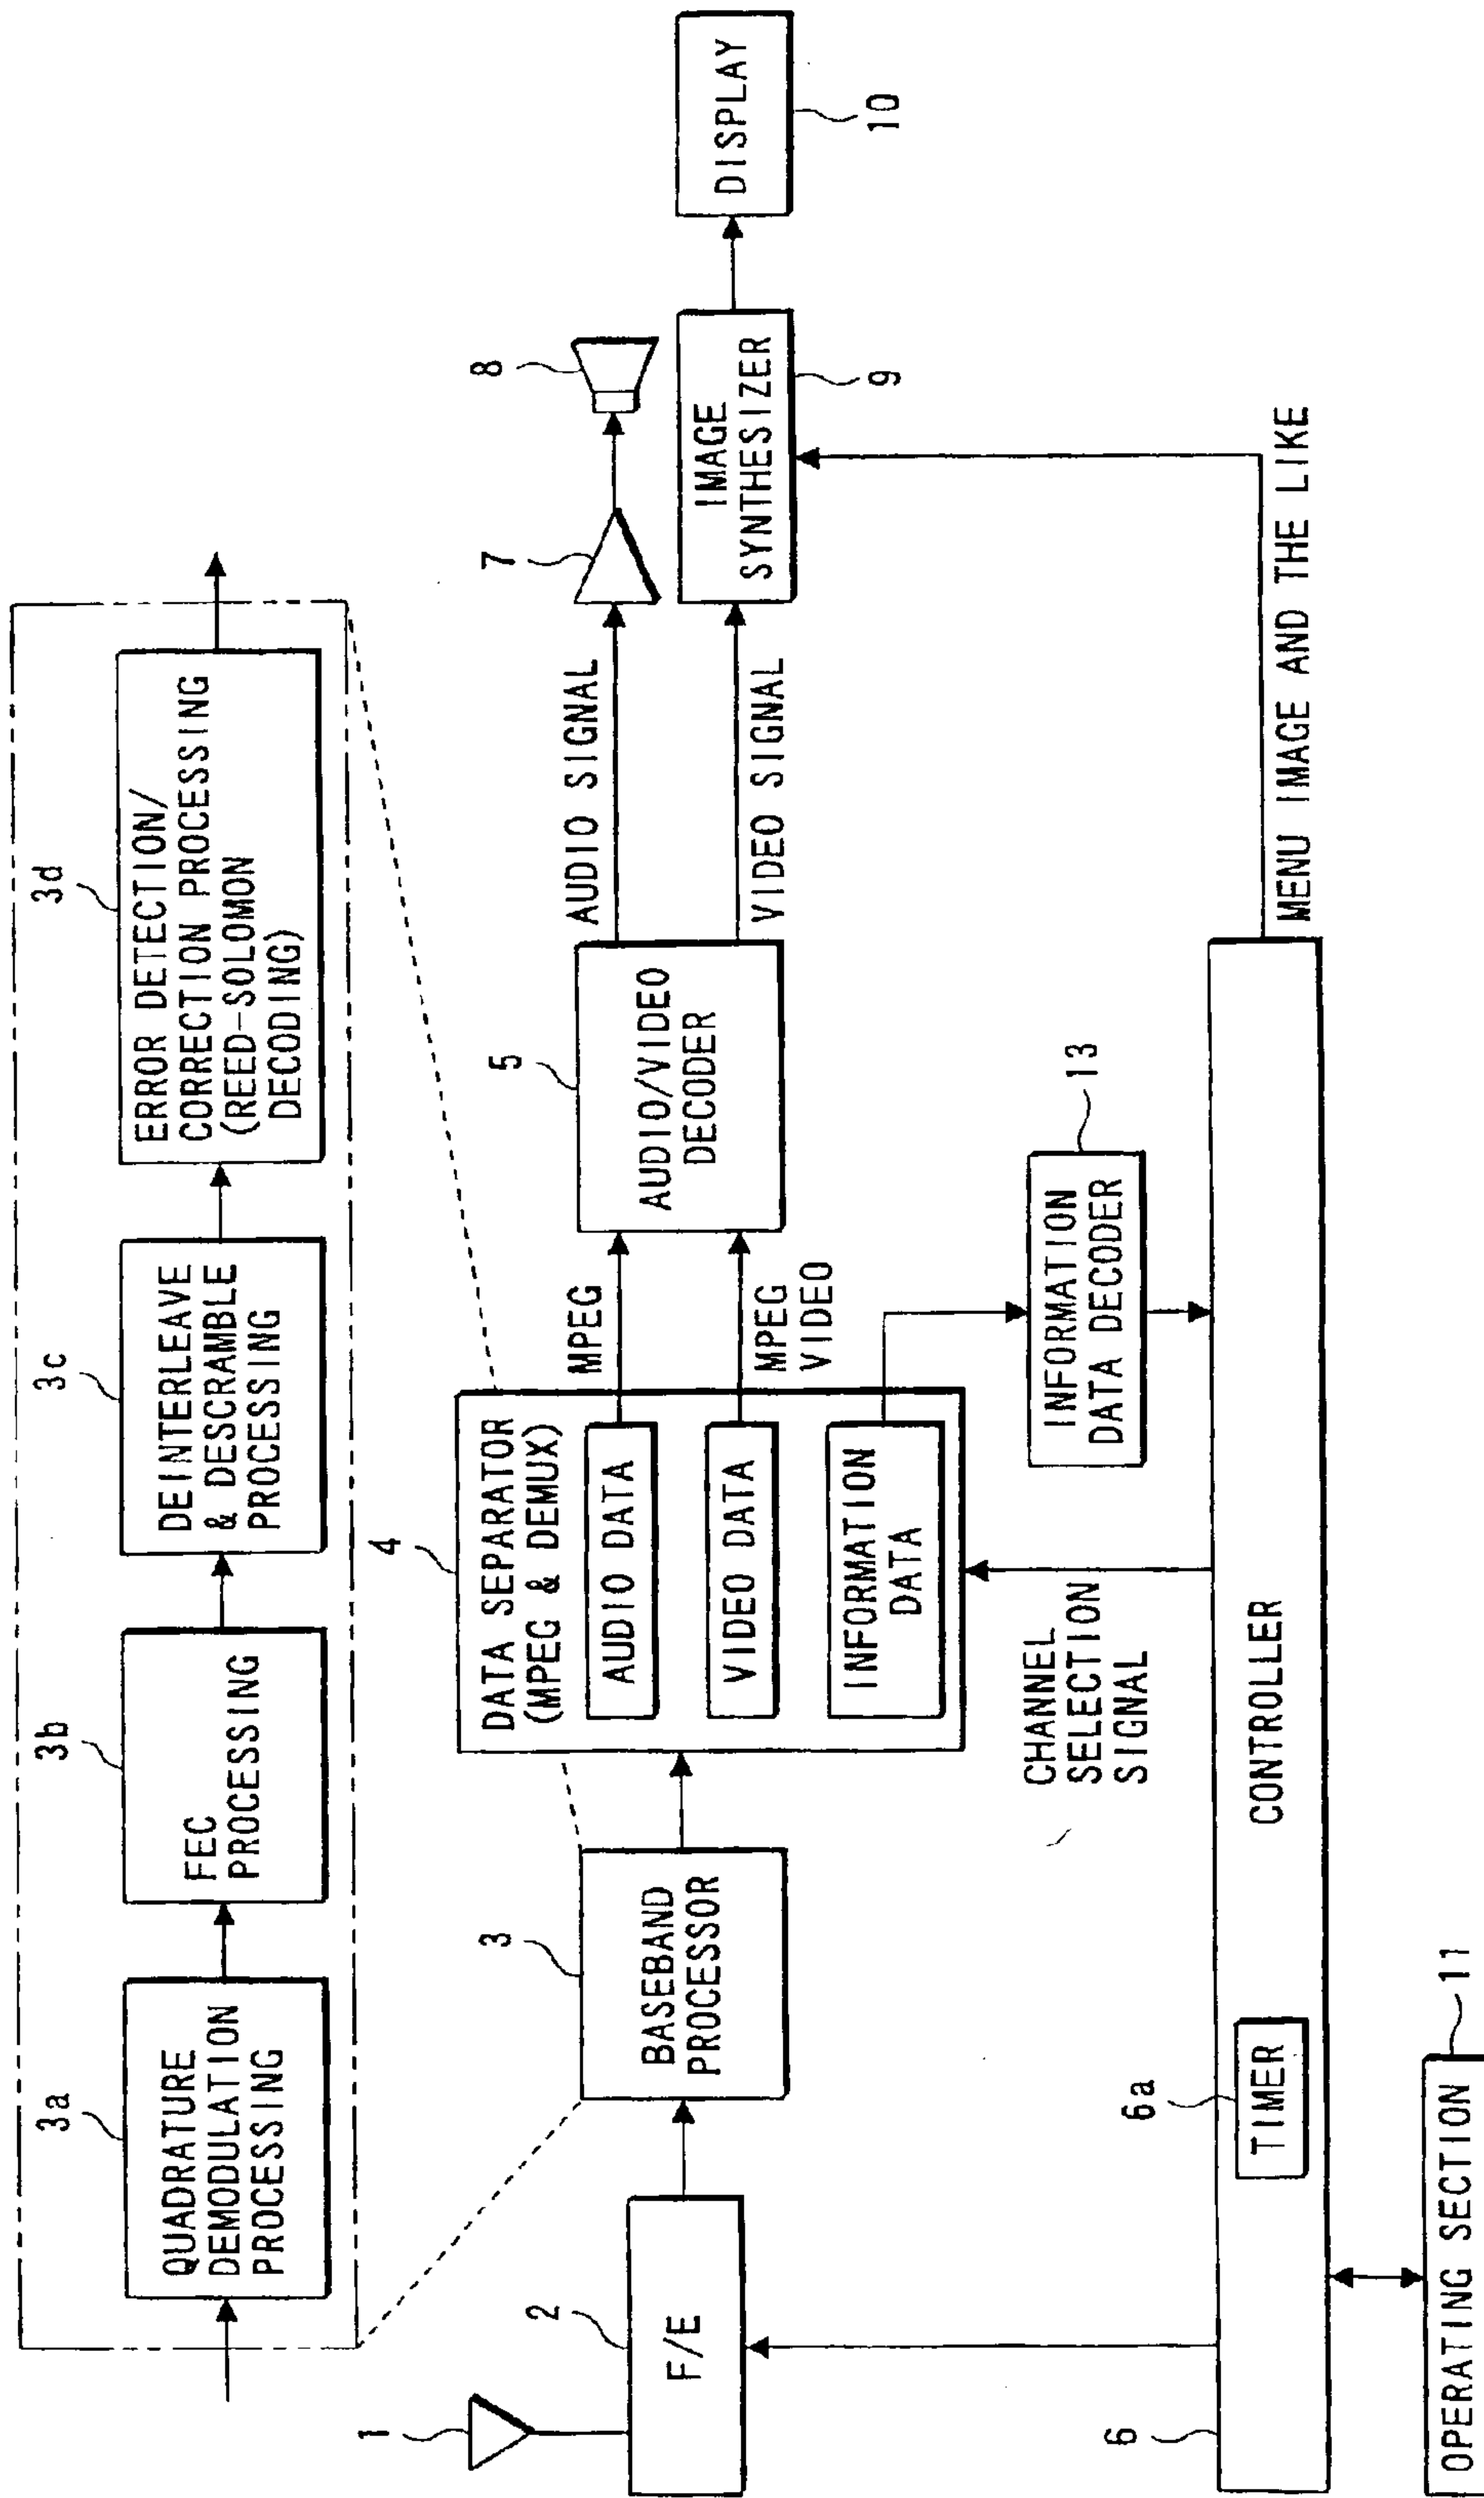 3a
QUADRATURE
DEMODULATION
PROCESSING
3b
FEC
PROCESSING
3c
DEINTERLEAVE
& DESCRAMBLE
PROCESSING
3d
ERROR DETECTION/
CORRECTION PROCESSING
(REED-SOLOMON
DECODING)
1
2
F/E
3
BASEBAND
PROCESSOR
4
DATA SEPARATOR
(MPEG & DEMUX)
AUDIO DATA
VIDEO DATA
INFORMATION
DATA
MPEG
MPEG
VIDEO
5
AUDIO/VIDEO
DECODER
AUDIO SIGNAL
VIDEO SIGNAL
7
8
IMAGE
SYNTHESIZER
9
DISPLAY
10
CHANNEL
SELECTION
SIGNAL
INFORMATION
DATA DECODER
13
6
6a
TIMER
CONTROLLER
MENU IMAGE AND THE LIKE
OPERATING SECTION
11